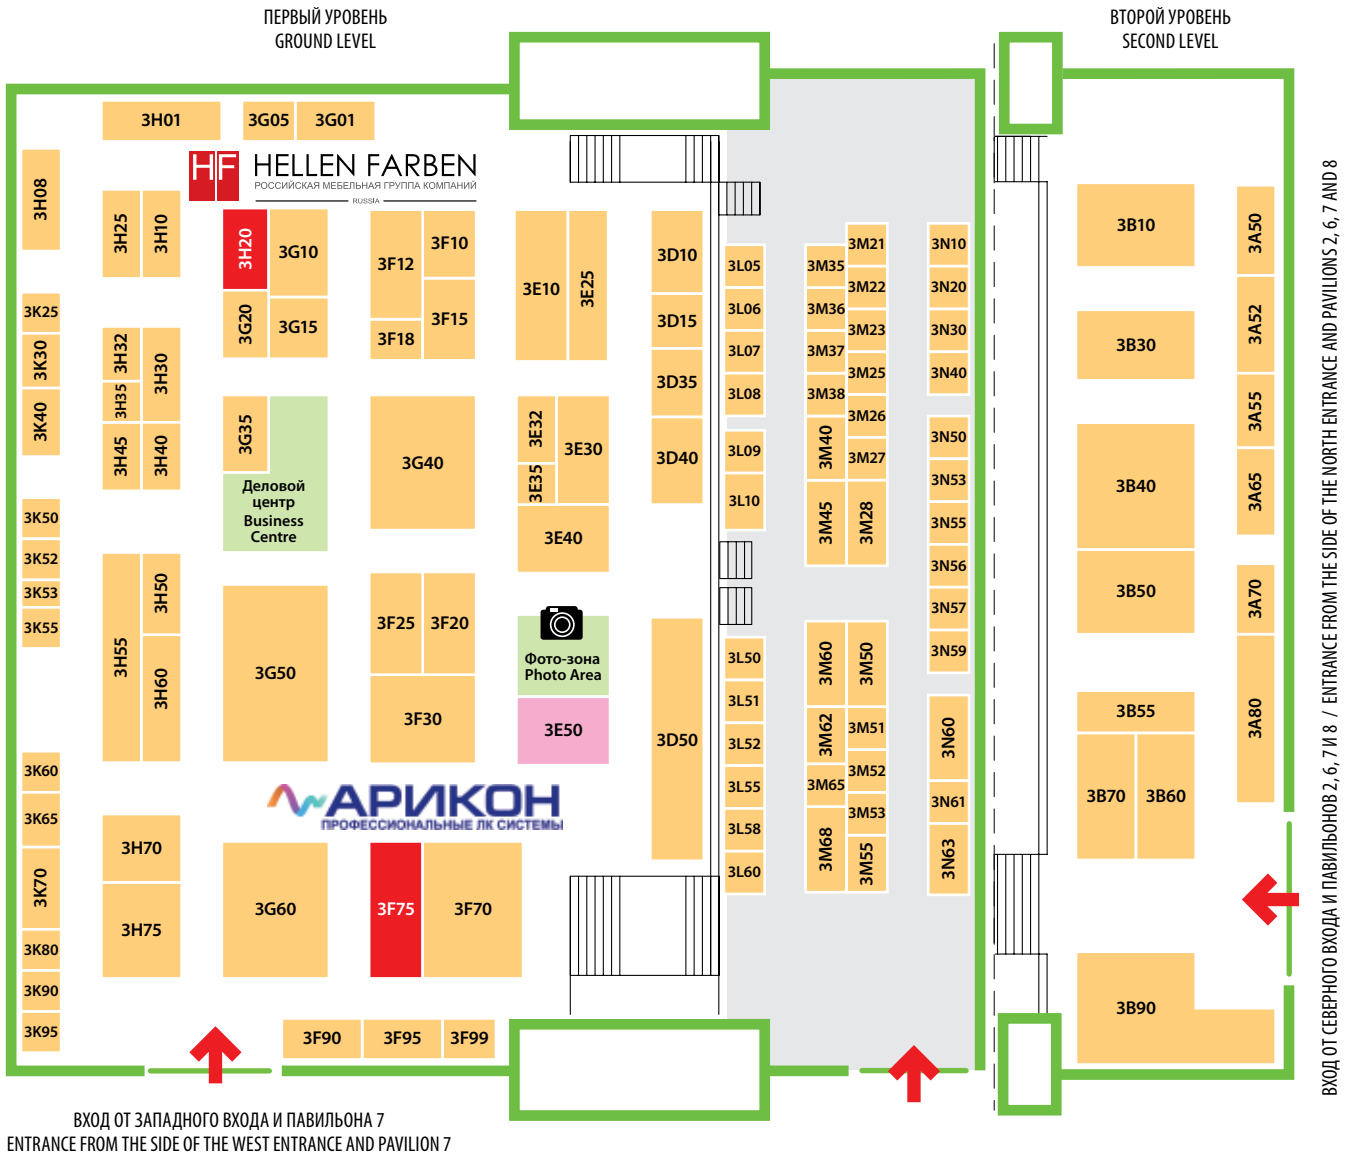 ПЕРВЫЙ УРОВЕНЬ
GROUND LEVEL
ВТОРОЙ УРОВЕНЬ
SECOND LEVEL
3H01
3G05
3G01
HF
HELLEN FARBEN
РОССИЙСКАЯ МЕБЕЛЬНАЯ ГРУППА КОМПАНИЙ
RUSSIA
3H08
3H25
3H10
3H20
3G10
3G20
3G15
3F12
3F10
3F18
3F15
3E10
3E25
3D10
3D15
3D35
3D40
3K25
3K30
3K40
3H32
3H30
3H35
3H45
3H40
3G35
Деловой
центр
Business
Centre
3G40
3E32
3E30
3E35
3E40
3K50
3K52
3K53
3K55
3H55
3H50
3H60
3G50
3F25
3F20
3F30
Фото-зона
Photo Area
3E50
3D50
3K60
3K65
3K70
3K80
3K90
3K95
3H70
3H75
АРИКОН
ПРОФЕССИОНАЛЬНЫЕ ЛК СИСТЕМЫ
3G60
3F75
3F70
3F90
3F95
3F99
3L05
3L06
3L07
3L08
3L09
3L10
3L50
3L51
3L52
3L55
3L58
3L60
3M35
3M36
3M37
3M38
3M40
3M45
3M21
3M22
3M23
3M25
3M26
3M27
3M28
3M60
3M62
3M65
3M68
3M50
3M51
3M52
3M53
3M55
3N10
3N20
3N30
3N40
3N50
3N53
3N55
3N56
3N57
3N59
3N60
3N61
3N63
3B10
3B30
3B40
3B50
3B55
3B70
3B60
3B90
3A50
3A52
3A55
3A65
3A70
3A80
ВХОД ОТ СЕВЕРНОГО ВХОДА И ПАВИЛЬОНОВ 2, 6, 7 И 8 / ENTRANCE FROM THE SIDE OF THE NORTH ENTRANCE AND PAVILIONS 2, 6, 7 AND 8
ВХОД ОТ ЗАПАДНОГО ВХОДА И ПАВИЛЬОНА 7
ENTRANCE FROM THE SIDE OF THE WEST ENTRANCE AND PAVILION 7